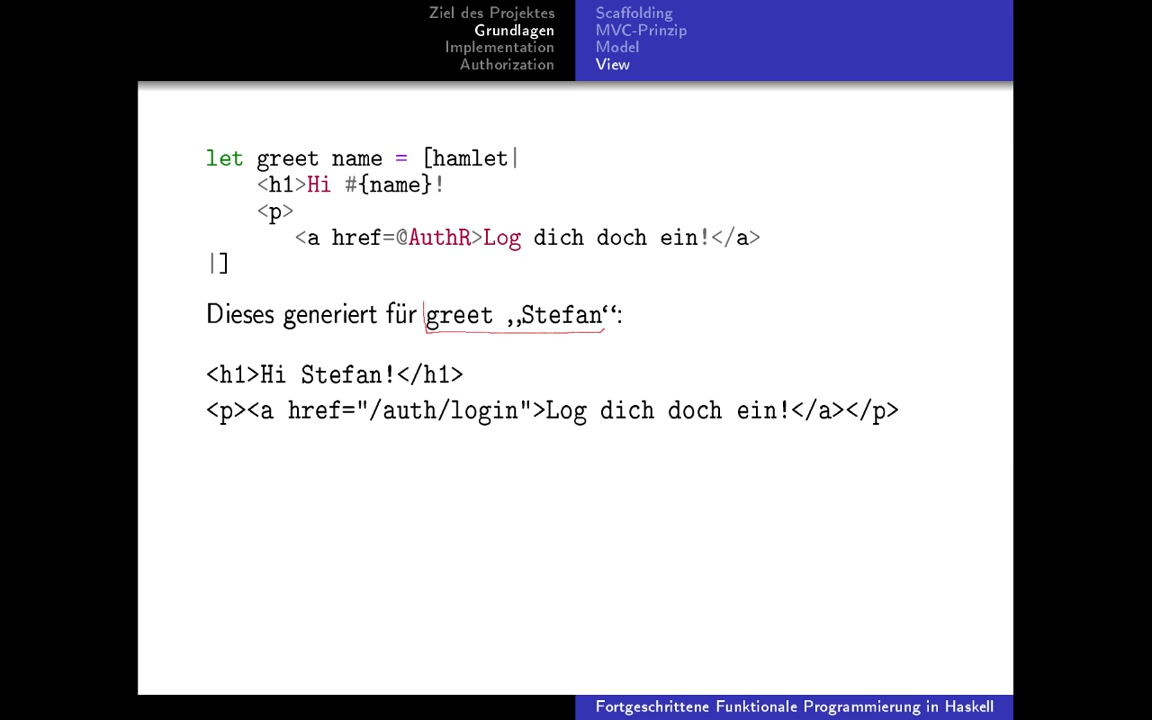 Ziel des Projektes
Grundlagen
Implementation
Authorization
Scaffolding
MVC-Prinzip
Model
View
let greet name = [hamlet|
    <h1>Hi #{name}!
    <p>
       <a href=@AuthR>Log dich doch ein!</a>
|]
Dieses generiert für greet „Stefan“:
<h1>Hi Stefan!</h1>
<p><a href="/auth/login">Log dich doch ein!</a></p>
Fortgeschrittene Funktionale Programmierung in Haskell